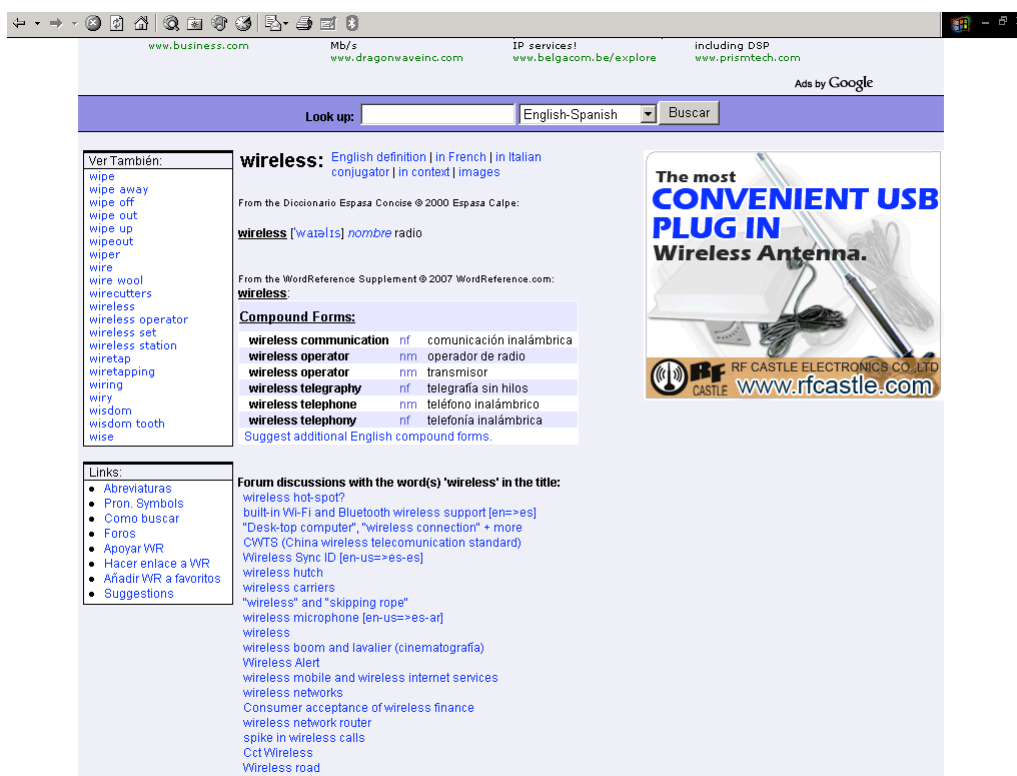 www.business.com
Mb/s
www.dragonwaveinc.com
IP services!
www.belgacom.be/explore
including DSP
www.prismtech.com
Ads by Google
Look up: English-Spanish Buscar
Ver También:
wipe
wipe away
wipe off
wipe out
wipe up
wipeout
wiper
wire
wire wool
wirecutters
wireless
wireless operator
wireless set
wireless station
wiretap
wiretapping
wiring
wiry
wisdom
wisdom tooth
wise
Links:
Abreviaturas
Pron. Symbols
Como buscar
Foros
Apoyar WR
Hacer enlace a WR
Añadir WR a favoritos
Suggestions
wireless: English definition | in French | in Italian
conjugator | in context | images
From the Diccionario Espasa Concise © 2000 Espasa Calpe:
wireless ['waɪəlɪs] nombre radio
From the WordReference Supplement © 2007 WordReference.com:
wireless:
Compound Forms:
wireless communication nf comunicación inalámbrica
wireless operator nm operador de radio
wireless operator nm transmisor
wireless telegraphy nf telegrafía sin hilos
wireless telephone nm teléfono inalámbrico
wireless telephony nf telefonía inalámbrica
Suggest additional English compound forms.
Forum discussions with the word(s) 'wireless' in the title:
wireless hot-spot?
built-in Wi-Fi and Bluetooth wireless support [en=>es]
"Desk-top computer", "wireless connection" + more
CWTS (China wireless telecomunication standard)
Wireless Sync ID [en-us=>es-es]
wireless hutch
wireless carriers
"wireless" and "skipping rope"
wireless microphone [en-us=>es-ar]
wireless
wireless boom and lavalier (cinematografía)
Wireless Alert
wireless mobile and wireless internet services
wireless networks
Consumer acceptance of wireless finance
wireless network router
spike in wireless calls
Cct Wireless
Wireless road
The most
CONVENIENT USB
PLUG IN
Wireless Antenna.
RF CASTLE
RF CASTLE ELECTRONICS CO.,LTD
www.rfcastle.com